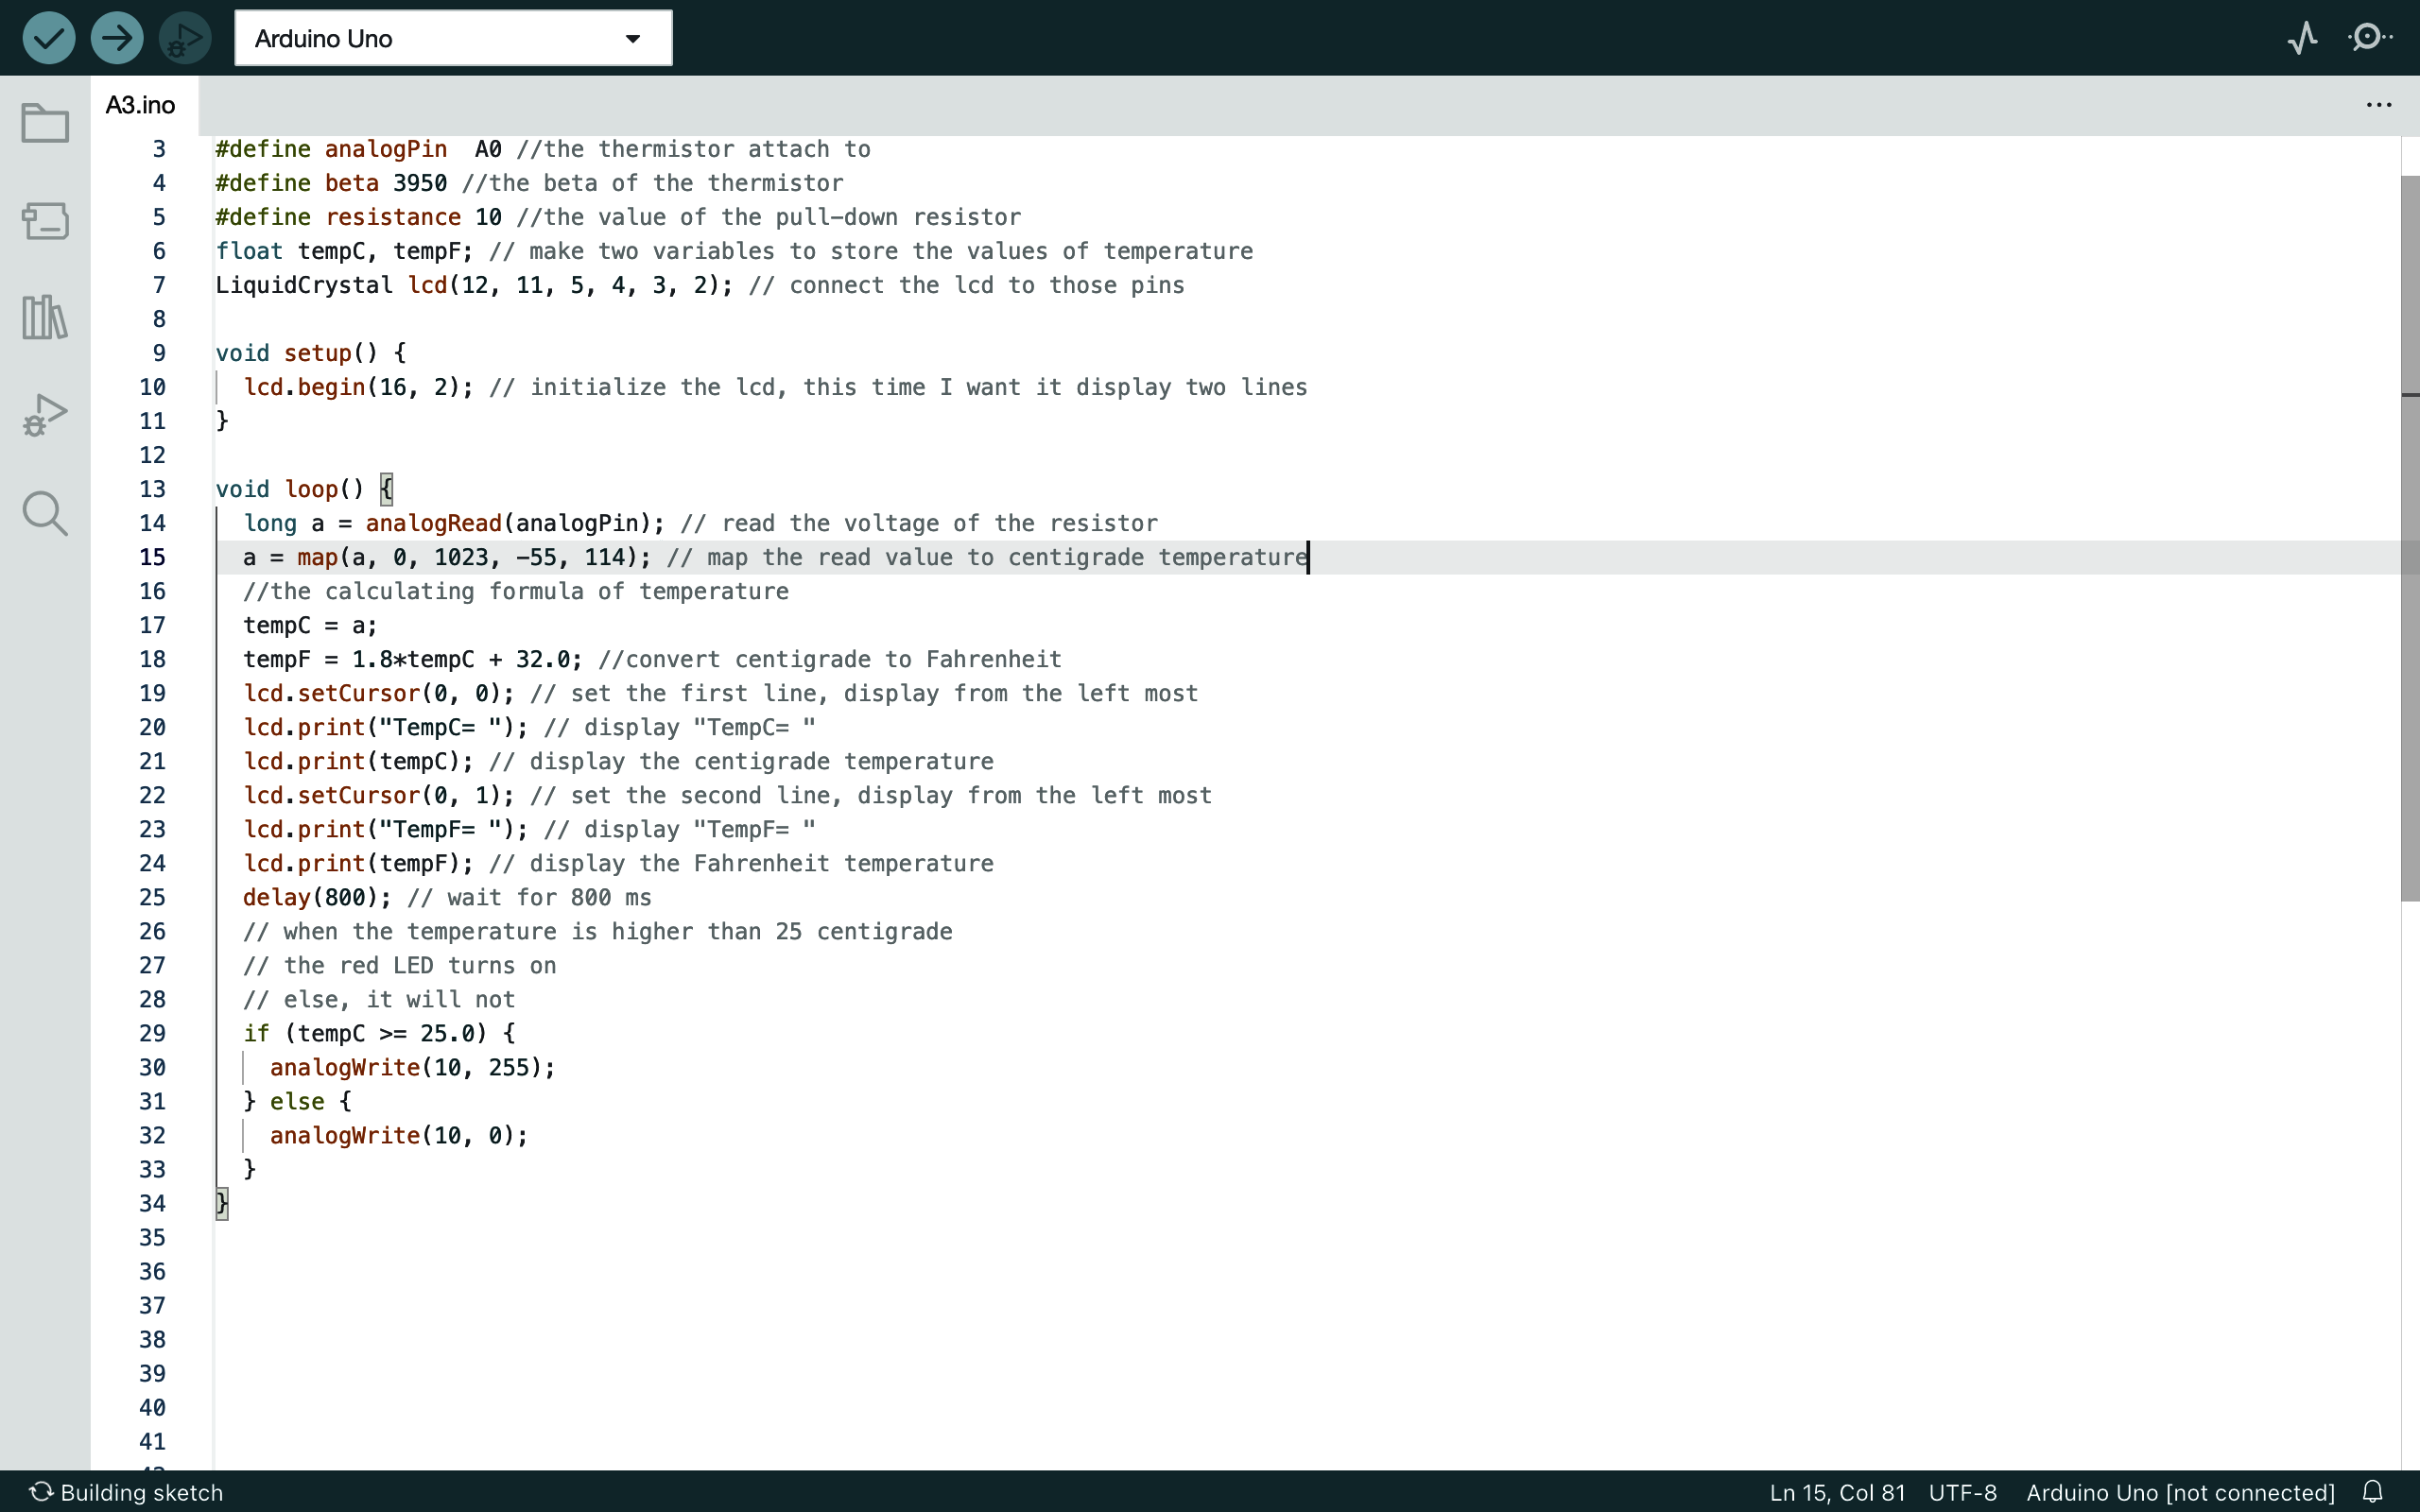 Arduino Uno
A3.ino
3 #define analogPin  A0 //the thermistor attach to
4 #define beta 3950 //the beta of the thermistor
5 #define resistance 10 //the value of the pull-down resistor
6 float tempC, tempF; // make two variables to store the values of temperature
7 LiquidCrystal lcd(12, 11, 5, 4, 3, 2); // connect the lcd to those pins
8
9 void setup() {
10   lcd.begin(16, 2); // initialize the lcd, this time I want it display two lines
11 }
12
13 void loop() {
14   long a = analogRead(analogPin); // read the voltage of the resistor
15   a = map(a, 0, 1023, -55, 114); // map the read value to centigrade temperature
16   //the calculating formula of temperature
17   tempC = a;
18   tempF = 1.8*tempC + 32.0; //convert centigrade to Fahrenheit
19   lcd.setCursor(0, 0); // set the first line, display from the left most
20   lcd.print("TempC= "); // display "TempC= "
21   lcd.print(tempC); // display the centigrade temperature
22   lcd.setCursor(0, 1); // set the second line, display from the left most
23   lcd.print("TempF= "); // display "TempF= "
24   lcd.print(tempF); // display the Fahrenheit temperature
25   delay(800); // wait for 800 ms
26   // when the temperature is higher than 25 centigrade
27   // the red LED turns on
28   // else, it will not
29   if (tempC >= 25.0) {
30     analogWrite(10, 255);
31   } else {
32     analogWrite(10, 0);
33   }
34 }
35
36
37
38
39
40
41
Building sketch
Ln 15, Col 81 UTF-8 Arduino Uno [not connected]